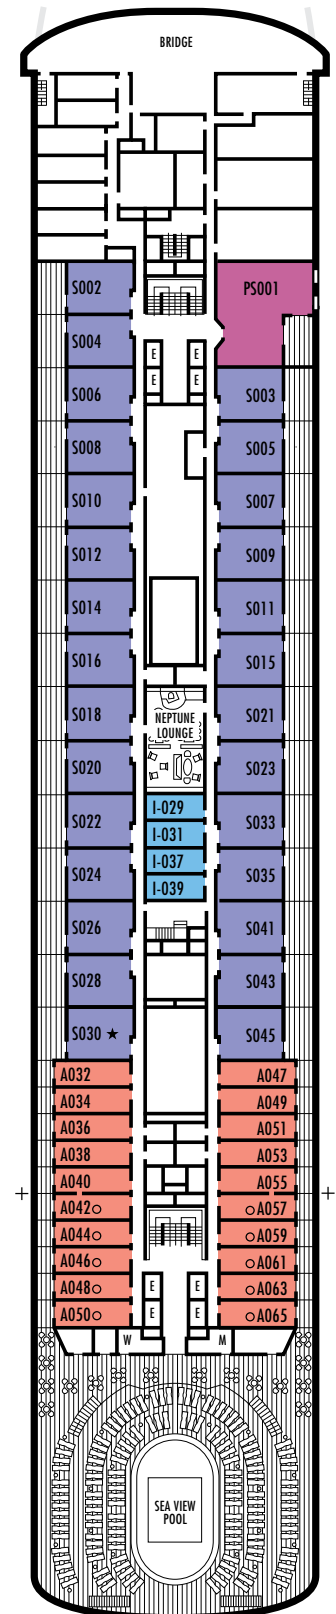 BRIDGE
S002
PS001
S004
E
E
E
E
S006
S003
S008
S005
S010
S007
S012
S009
S014
S011
S016
S015
S018
NEPTUNE
LOUNGE
S021
S020
S023
S022
I-029
S033
I-031
S024
I-037
S035
I-039
S026
S041
S028
S043
S030 ★
S045
A032
A047
A034
A049
A036
A051
A038
A053
A040
A055
A042○
○A057
A044○
○A059
A046○
○A061
A048○
E
E
○A063
A050○
E
E
○A065
W
M
SEA VIEW
POOL